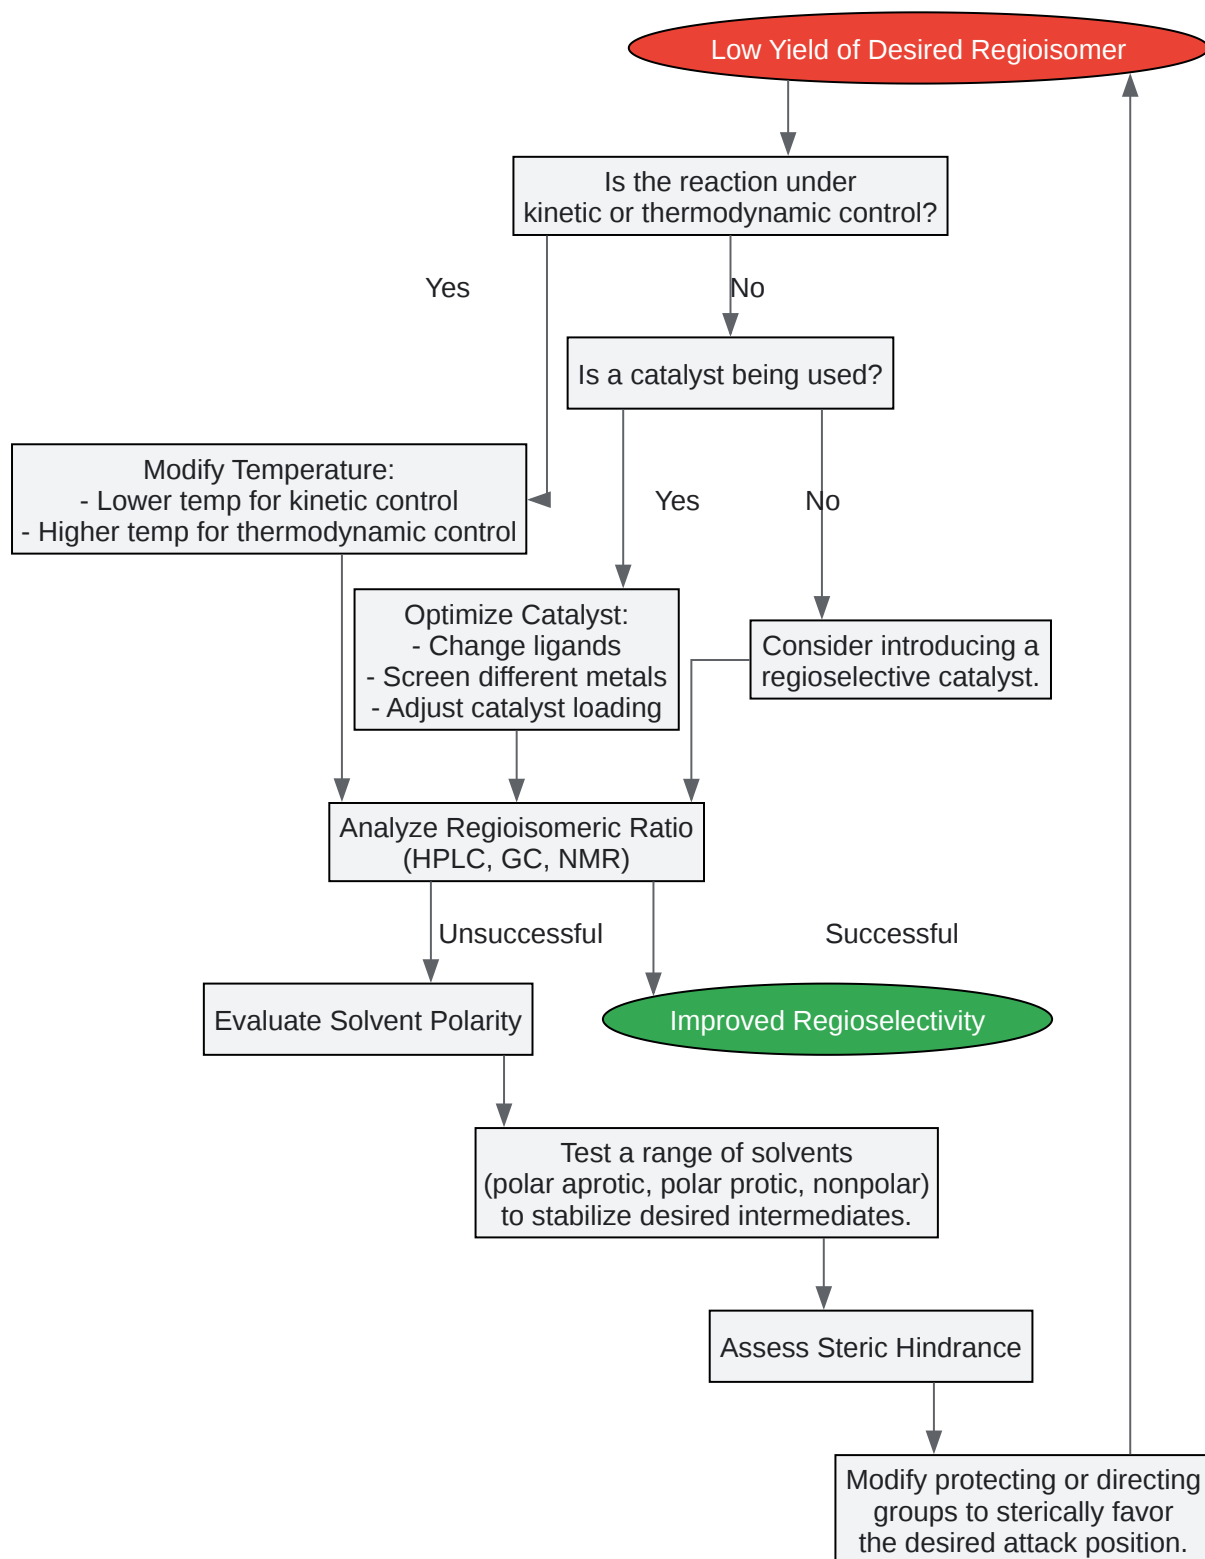 Low Yield of Desired Regioisomer
Is the reaction under
kinetic or thermodynamic control?
Yes
No
Is a catalyst being used?
Modify Temperature:
- Lower temp for kinetic control
- Higher temp for thermodynamic control
Yes
No
Optimize Catalyst:
- Change ligands
- Screen different metals
- Adjust catalyst loading
Consider introducing a
regioselective catalyst.
Analyze Regioisomeric Ratio
(HPLC, GC, NMR)
Unsuccessful
Successful
Evaluate Solvent Polarity
Improved Regioselectivity
Test a range of solvents
(polar aprotic, polar protic, nonpolar)
to stabilize desired intermediates.
Assess Steric Hindrance
Modify protecting or directing
groups to sterically favor
the desired attack position.